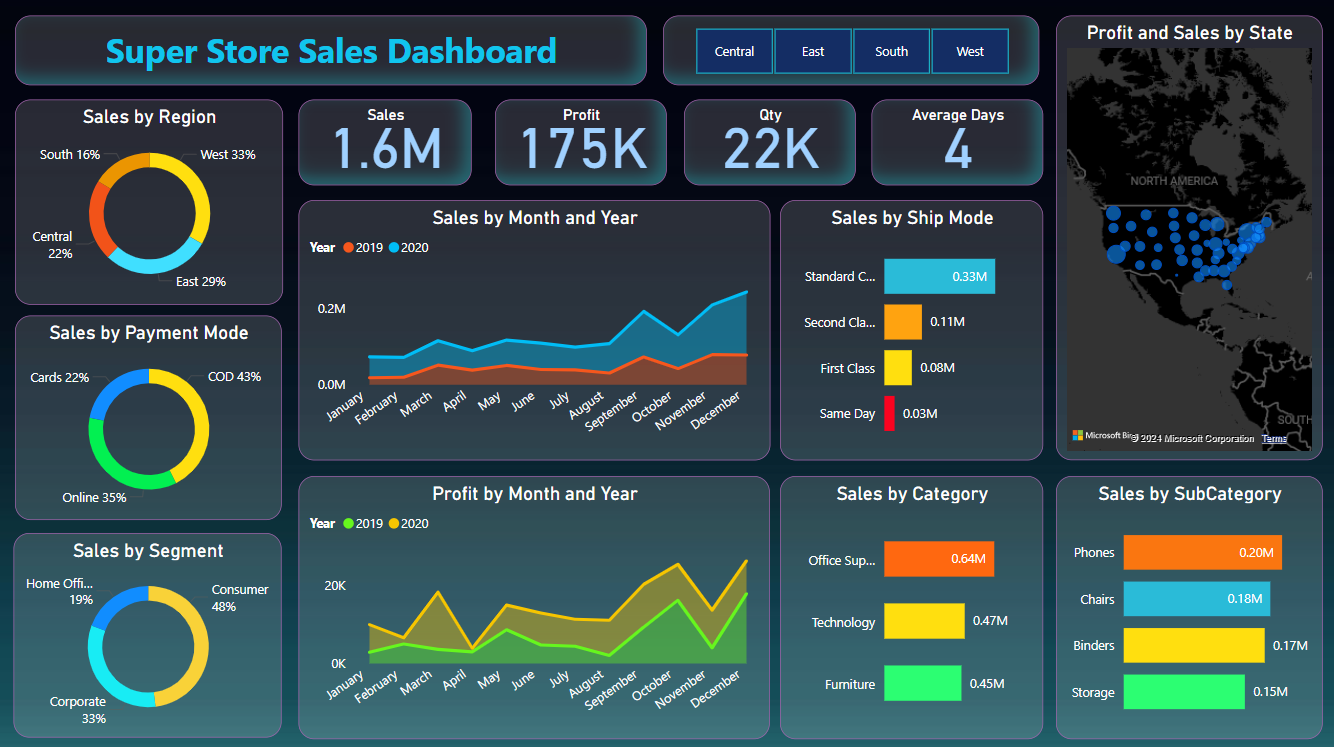 Super Store Sales Dashboard
Central
East
South
West
Profit and Sales by State
NORTH AMERICA
SOUTH
A
Microsoft Bing
© 2024 Microsoft Corporation
Terms
Sales by Region
South 16%
West 33%
Central
22%
East 29%
Sales
1.6M
Profit
175K
Qty
22K
Average Days
4
Sales by Month and Year
Year 2019 2020
0.2M
0.0M
January
February
March
April
May
June
July
August
September
October
November
December
Sales by Ship Mode
Standard C... 0.33M
Second Cla... 0.11M
First Class 0.08M
Same Day 0.03M
Sales by Payment Mode
Cards 22%
COD 43%
Online 35%
Sales by Segment
Home Offi...
19%
Consumer
48%
Corporate
33%
Profit by Month and Year
Year 2019 2020
20K
0K
January
February
March
April
May
June
July
August
September
October
November
December
Sales by Category
Office Sup... 0.64M
Technology 0.47M
Furniture 0.45M
Sales by SubCategory
Phones 0.20M
Chairs 0.18M
Binders 0.17M
Storage 0.15M